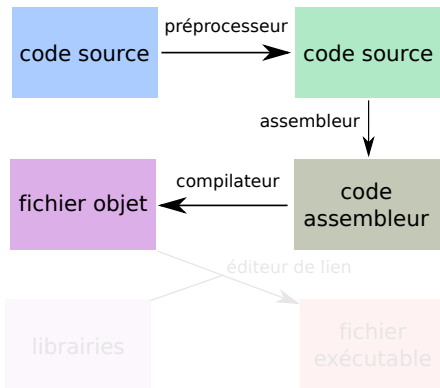 préprocesseur
code source
code source
assembleur
compilateur
fichier objet
code
assembleur
éditeur de lien
librairies
fichier
exécutable